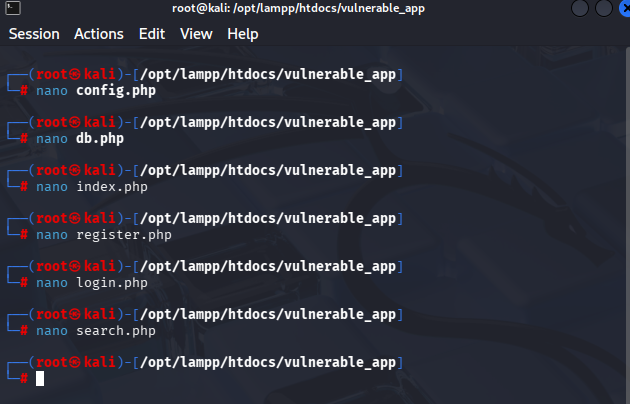 root@kali: /opt/lampp/htdocs/vulnerable_app
Session Actions Edit View Help
┌──(root㉿kali)-[/opt/lampp/htdocs/vulnerable_app]
└─# nano config.php
┌──(root㉿kali)-[/opt/lampp/htdocs/vulnerable_app]
└─# nano db.php
┌──(root㉿kali)-[/opt/lampp/htdocs/vulnerable_app]
└─# nano index.php
┌──(root㉿kali)-[/opt/lampp/htdocs/vulnerable_app]
└─# nano register.php
┌──(root㉿kali)-[/opt/lampp/htdocs/vulnerable_app]
└─# nano login.php
┌──(root㉿kali)-[/opt/lampp/htdocs/vulnerable_app]
└─# nano search.php
┌──(root㉿kali)-[/opt/lampp/htdocs/vulnerable_app]
└─#